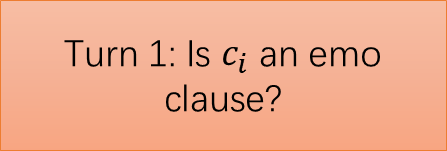 Turn 1: Is cᵢ an emo
clause?